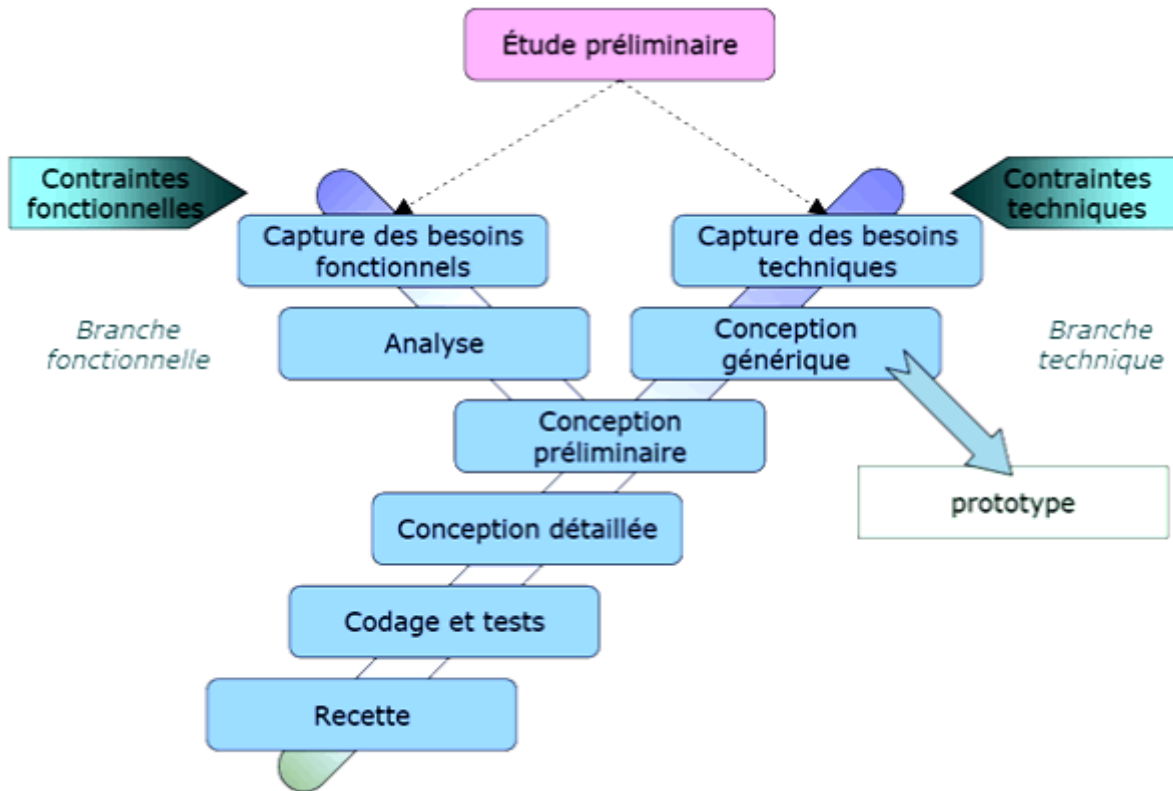 Étude préliminaire
Contraintes
fonctionnelles
Contraintes
techniques
Capture des besoins
fonctionnels
Capture des besoins
techniques
Branche
fonctionnelle
Analyse
Conception
générique
Branche
technique
Conception
préliminaire
prototype
Conception détaillée
Codage et tests
Recette